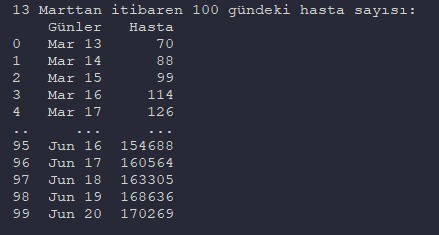 13 Marttan itibaren 100 gündeki hasta sayısı:
Günler Hasta
0 Mar 13 70
1 Mar 14 88
2 Mar 15 99
3 Mar 16 114
4 Mar 17 126
.. ... ...
95 Jun 16 154688
96 Jun 17 160564
97 Jun 18 163305
98 Jun 19 168636
99 Jun 20 170269